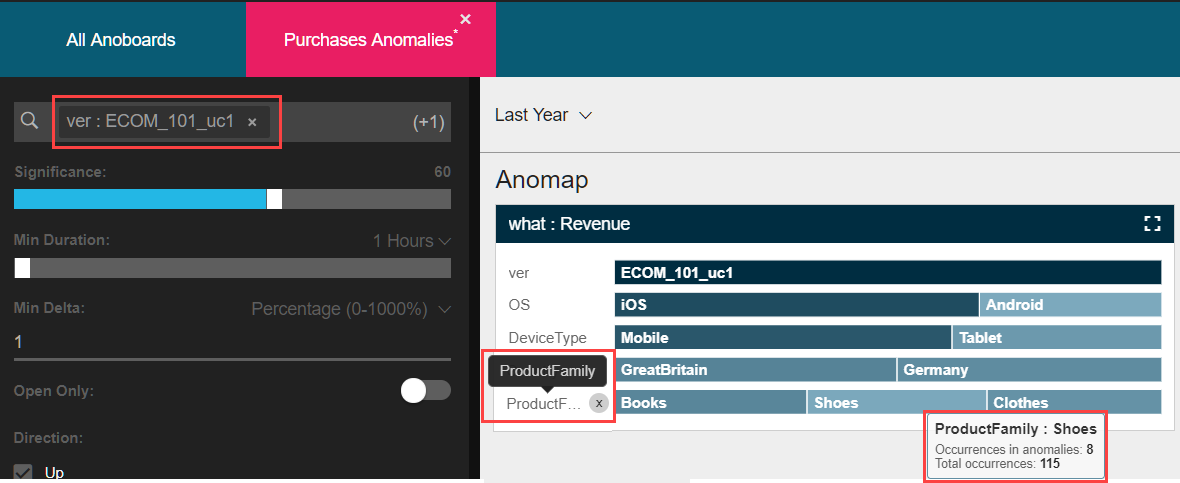 All Anoboards
Purchases Anomalies*
×
ver : ECOM_101_uc1 ×
(+1)
Significance: 60
Min Duration: 1 Hours
Min Delta: Percentage (0-1000%)
1
Open Only:
Direction:
Up
Last Year
Anomap
what : Revenue
ver ECOM_101_uc1
OS iOS Android
DeviceType Mobile Tablet
ProductFamily
GreatBritain Germany
ProductF... x Books Shoes Clothes
ProductFamily : Shoes
Occurrences in anomalies: 8
Total occurrences: 115